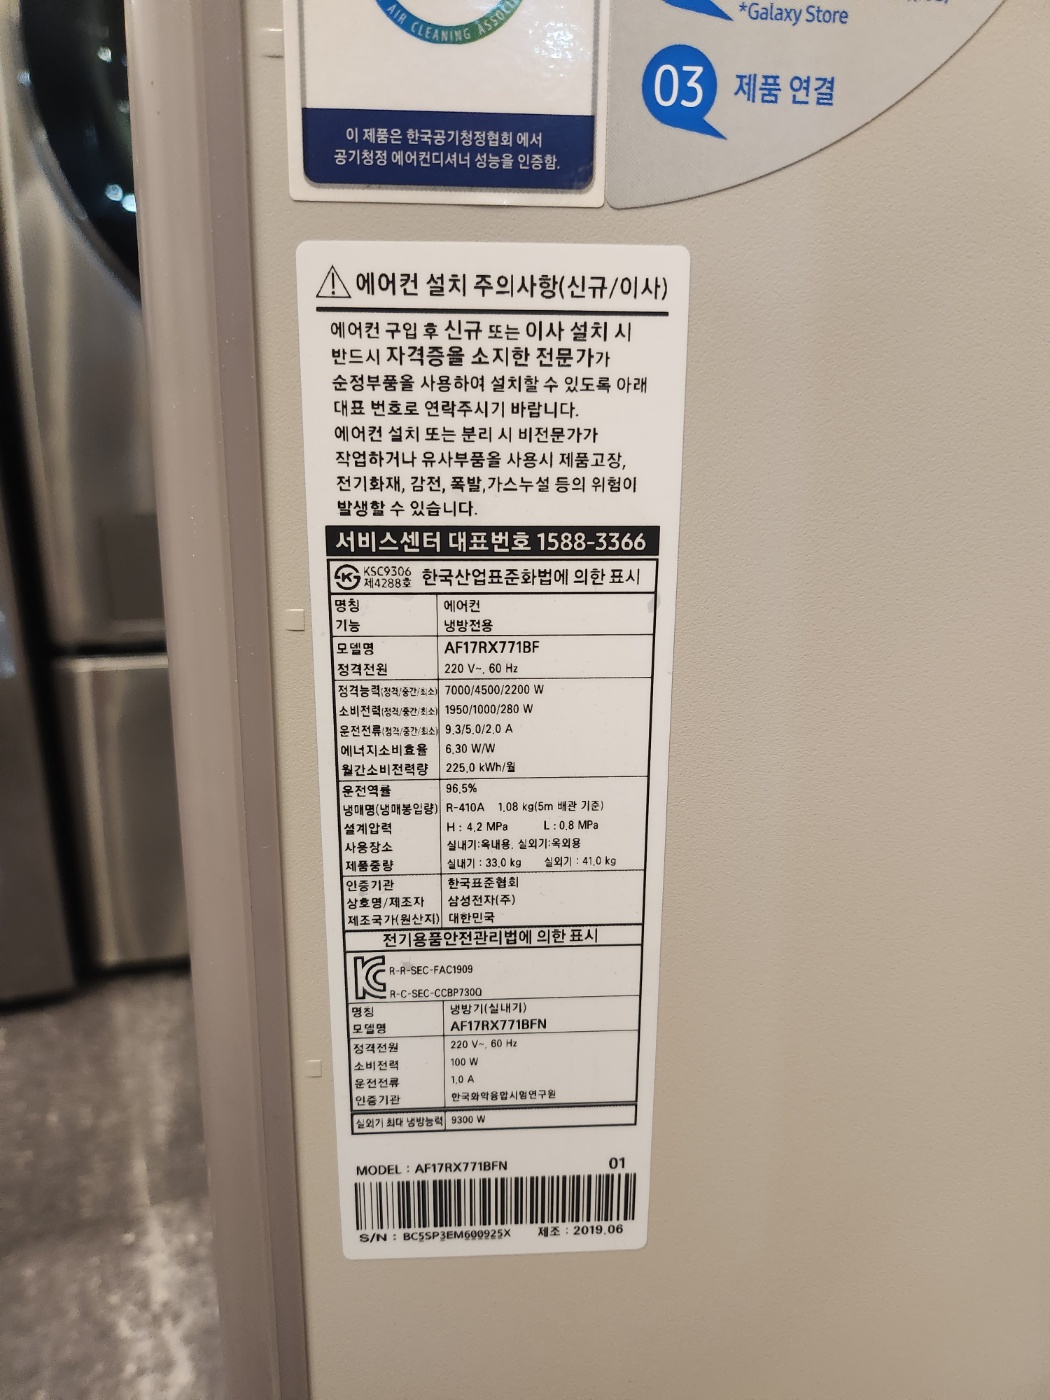 AIR CLEANING ASSOCI
이 제품은 한국공기청정협회 에서
공기청정 에어컨디셔너 성능을 인증함.
*Galaxy Store
03 제품 연결
에어컨 설치 주의사항(신규/이사)
에어컨 구입 후 신규 또는 이사 설치 시
반드시 자격증을 소지한 전문가가
순정부품을 사용하여 설치할 수 있도록 아래
대표 번호로 연락주시기 바랍니다.
에어컨 설치 또는 분리 시 비전문가가
작업하거나 유사부품을 사용시 제품고장,
전기화재, 감전, 폭발,가스누설 등의 위험이
발생할 수 있습니다.
서비스센터 대표번호 1588-3366
KSC9306
제4288호 한국산업표준화법에 의한 표시
명칭 에어컨
기능 냉방전용
모델명 AF17RX771BF
정격전원 220 V~, 60 Hz
정격능력(정격/중간/최소) 7000/4500/2200 W
소비전력(정격/중간/최소) 1950/1000/280 W
운전전류(정격/중간/최소) 9.3/5.0/2.0 A
에너지소비효율 6.30 W/W
월간소비전력량 225.0 kWh/월
운전역률 96.5%
냉매명(냉매봉입량) R-410A 1.08 kg(5m 배관 기준)
설계압력 H : 4.2 MPa L : 0.8 MPa
사용장소 실내기:옥내용, 실외기:옥외용
제품중량 실내기 : 33.0 kg 실외기 : 41.0 kg
인증기관 한국표준협회
상호명/제조자 삼성전자(주)
제조국가(원산지) 대한민국
전기용품안전관리법에 의한 표시
R-R-SEC-FAC1909
R-C-SEC-CCBP730Q
명칭 냉방기(실내기)
모델명 AF17RX771BFN
정격전원 220 V~, 60 Hz
소비전력 100 W
운전전류 1.0 A
인증기관 한국화학융합시험연구원
실외기 최대 냉방능력 9300 W
MODEL : AF17RX771BFN 01
S/N : BC5SP3EM600925X 제조 : 2019.06